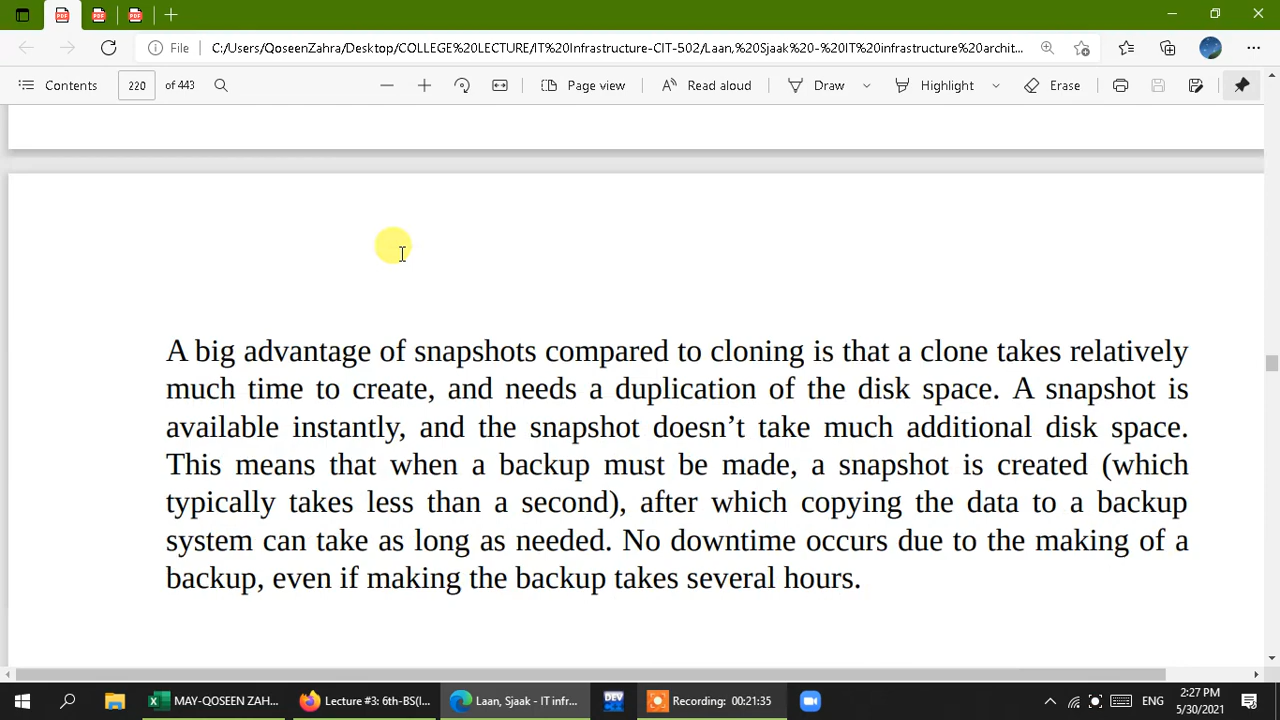 File
C:/Users/QoseenZahra/Desktop/COLLEGE%20LECTURE/IT%20Infrastructure-CIT-502/Laan,%20Sjaak%20-%20IT%20infrastructure%20archit...
Contents
220 of 443
Page view
Read aloud
Draw
Highlight
Erase
A big advantage of snapshots compared to cloning is that a clone takes relatively
much time to create, and needs a duplication of the disk space. A snapshot is
available instantly, and the snapshot doesn’t take much additional disk space.
This means that when a backup must be made, a snapshot is created (which
typically takes less than a second), after which copying the data to a backup
system can take as long as needed. No downtime occurs due to the making of a
backup, even if making the backup takes several hours.
MAY-QOSEEN ZAH...
Lecture #3: 6th-BS(I...
Laan, Sjaak - IT infr...
DEV
Recording: 00:21:35
ENG
2:27 PM
5/30/2021